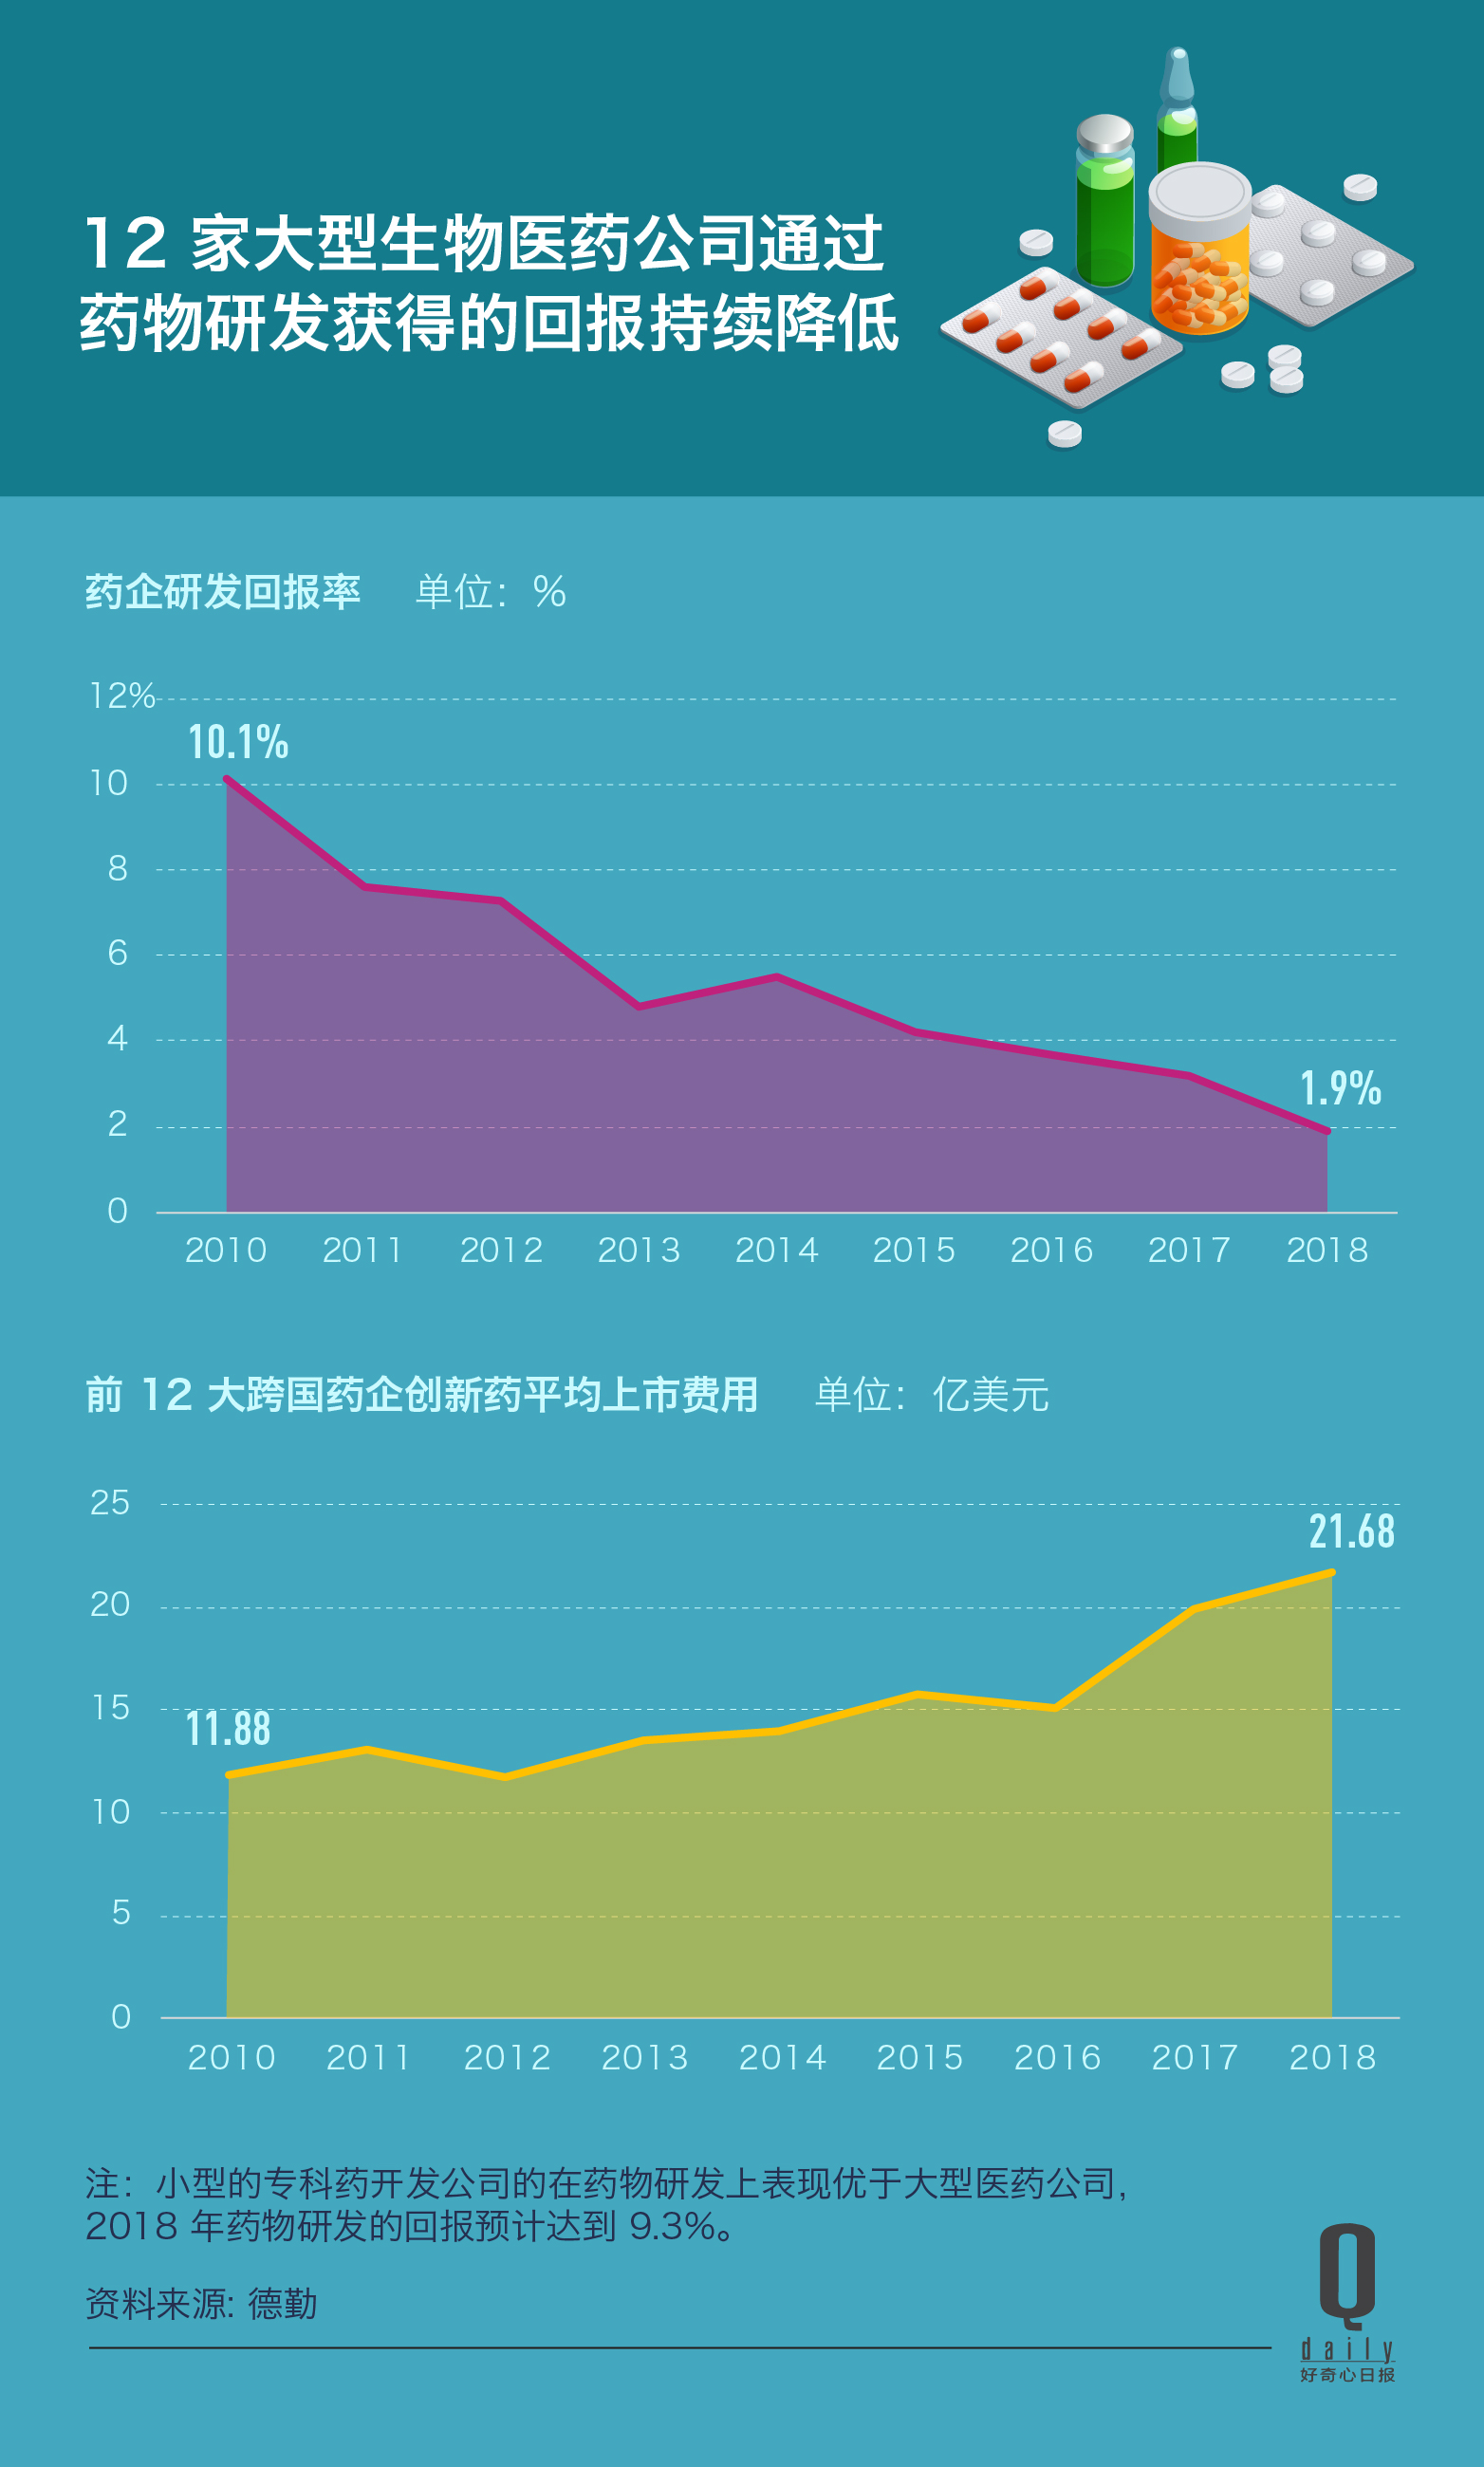 12 家大型生物医药公司通过
药物研发获得的回报持续降低
药企研发回报率 单位：%
12%
10.1%
10
8
6
4
1.9%
2
0
2010 2011 2012 2013 2014 2015 2016 2017 2018
前 12 大跨国药企创新药平均上市费用 单位：亿美元
25
21.68
20
15
11.88
10
5
0
2010 2011 2012 2013 2014 2015 2016 2017 2018
注：小型的专科药开发公司的在药物研发上表现优于大型医药公司，
2018 年药物研发的回报预计达到 9.3%。
资料来源: 德勤
Q
daily
好奇心日报